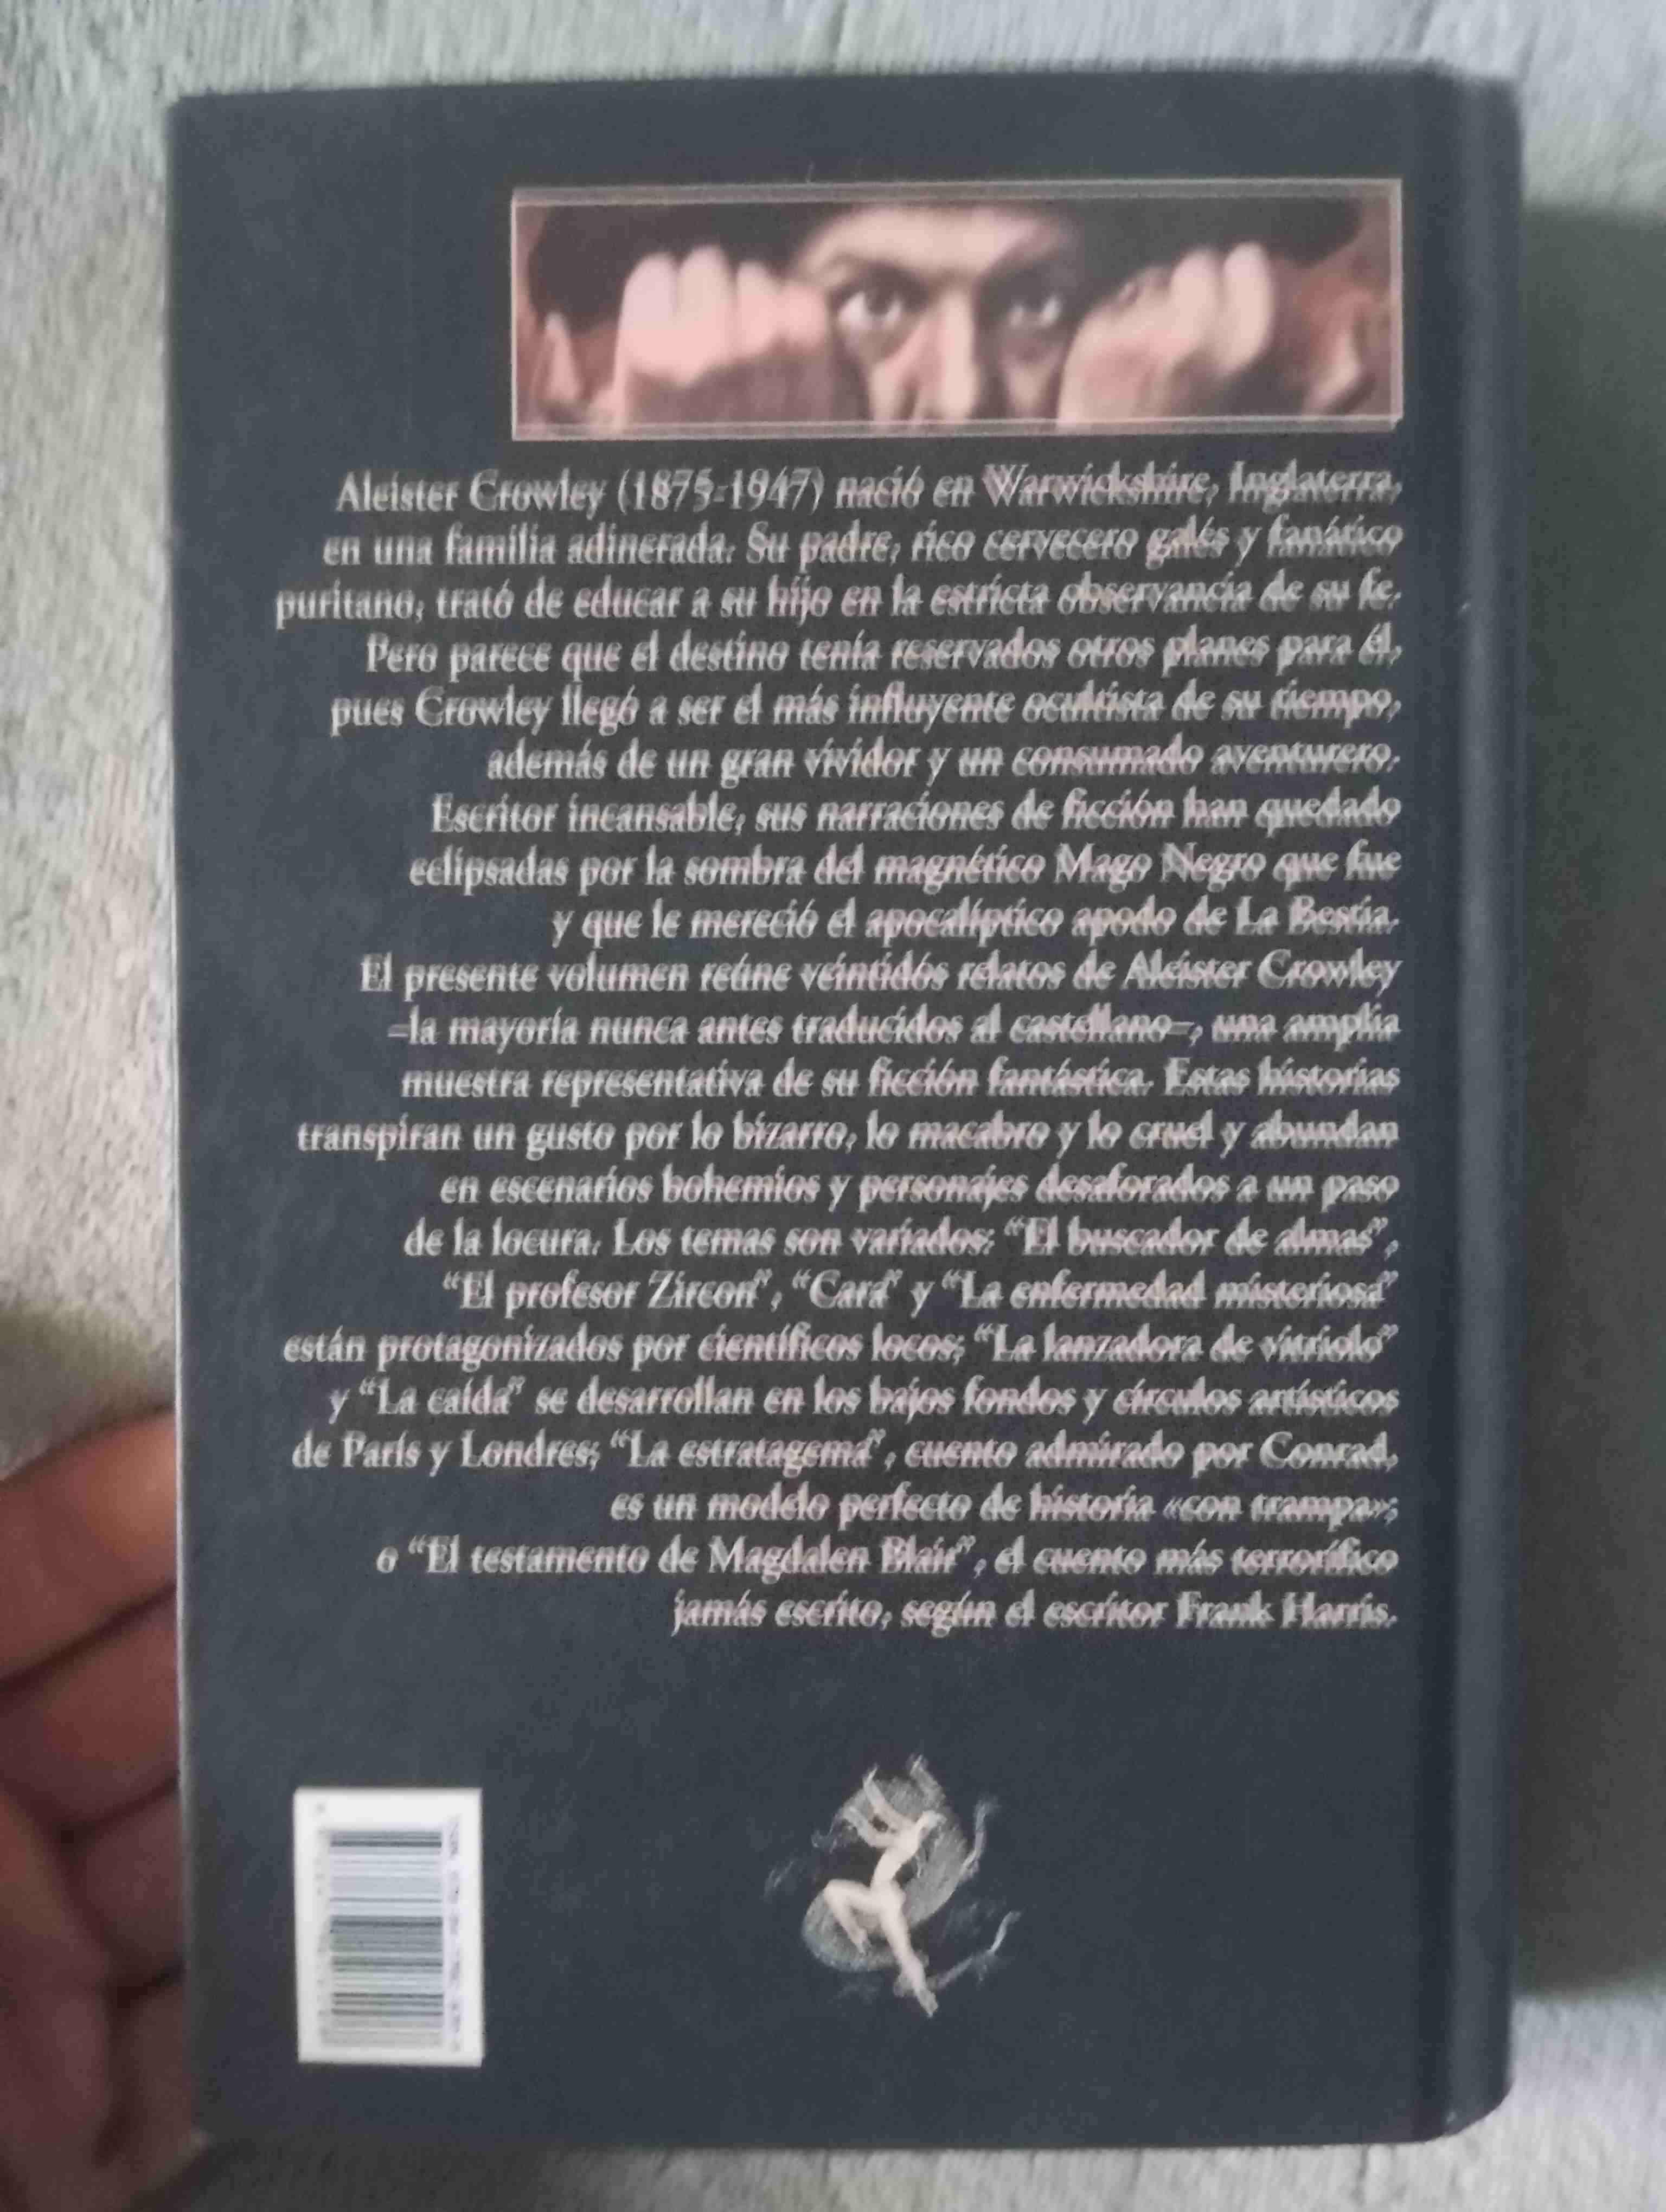 Aleister Crowley (1875-1947) nació en Warwickshire, Inglaterra,
en una familia adinerada. Su padre, rico cervecero galés y fanático
puritano, trató de educar a su hijo en la estricta observancia de su fe.
Pero parece que el destino tenía reservados otros planes para él,
pues Crowley llegó a ser el más influyente ocultista de su tiempo,
además de un gran vividor y un consumado aventurero.
Escritor incansable, sus narraciones de ficción han quedado
eclipsadas por la sombra del magnético Mago Negro que fue
y que le mereció el apocalíptico apodo de La Bestia.
El presente volumen reúne veintidós relatos de Aleister Crowley
–la mayoría nunca antes traducidos al castellano–, una amplia
muestra representativa de su ficción fantástica. Estas historias
transpiran un gusto por lo bizarro, lo macabro y lo cruel y abundan
en escenarios bohemios y personajes desaforados a un paso
de la locura. Los temas son variados: “El buscador de almas”,
“El profesor Zircon”, “Cara” y “La enfermedad misteriosa”
están protagonizados por científicos locos; “La lanzadora de vitriolo”
y “La caída” se desarrollan en los bajos fondos y círculos artísticos
de París y Londres; “La estratagema”, cuento admirado por Conrad,
es un modelo perfecto de historia «con trampa»;
o “El testamento de Magdalen Blair”, el cuento más terrorífico
jamás escrito, según el escritor Frank Harris.